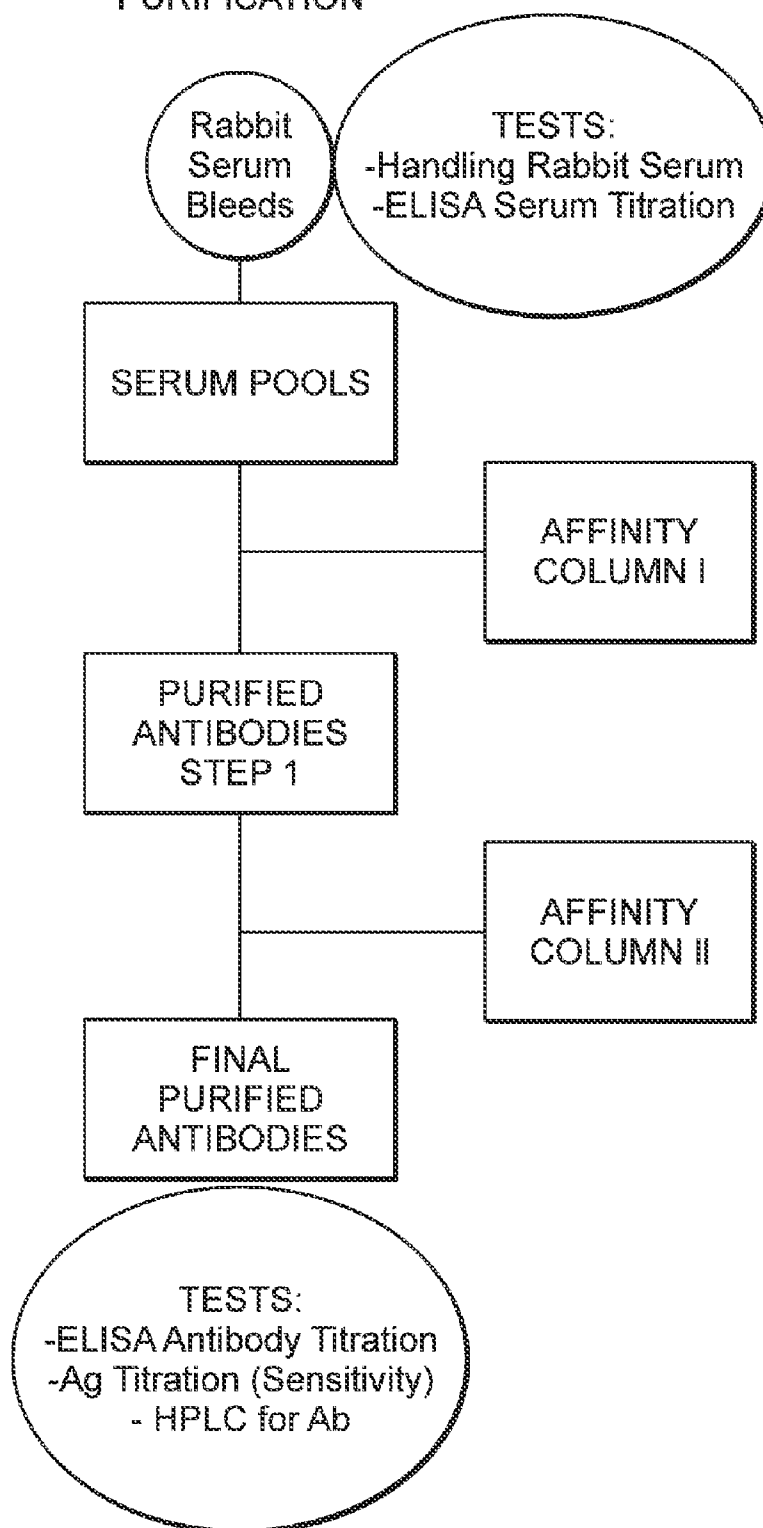 PURIFICATION
Rabbit
Serum
Bleeds
TESTS:
-Handling Rabbit Serum
-ELISA Serum Titration
SERUM POOLS
AFFINITY
COLUMN I
PURIFIED
ANTIBODIES
STEP 1
AFFINITY
COLUMN II
FINAL
PURIFIED
ANTIBODIES
TESTS:
-ELISA Antibody Titration
-Ag Titration (Sensitivity)
- HPLC for Ab